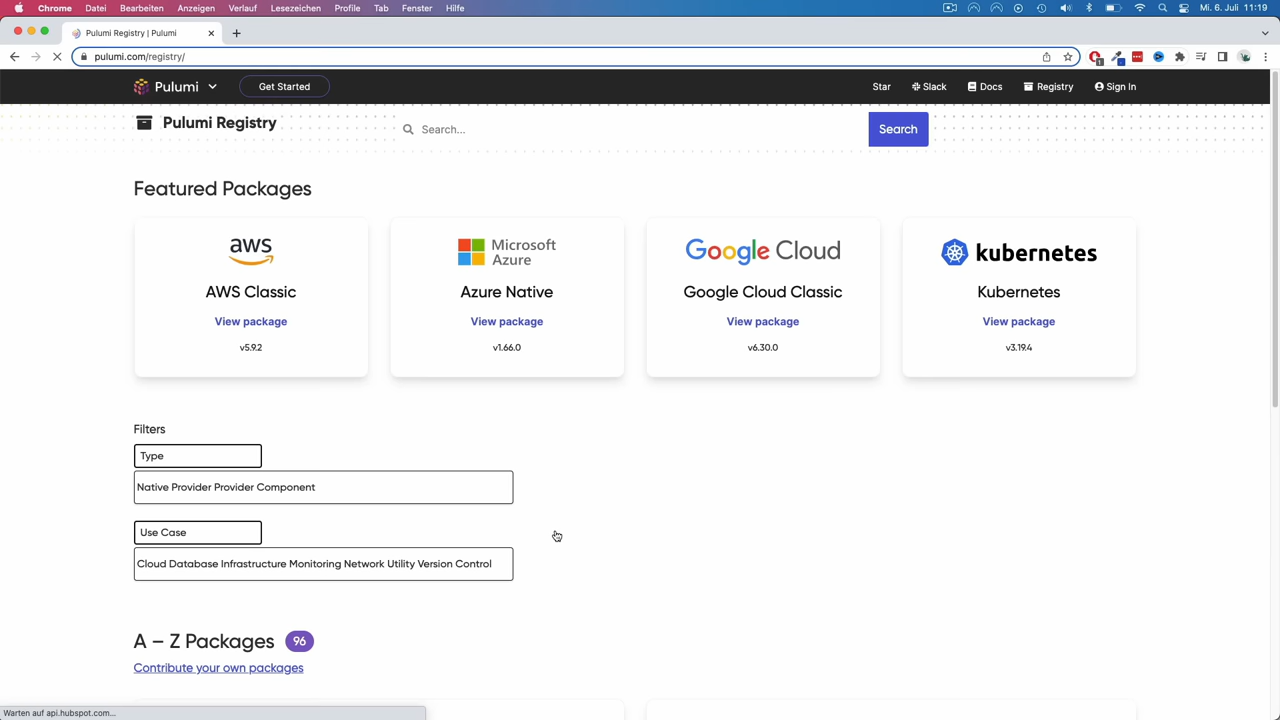 Chrome Datei Bearbeiten Anzeigen Verlauf Lesezeichen Profile Tab Fenster Hilfe Mi. 6. Juli 11:19
Pulumi Registry | Pulumi
pulumi.com/registry/
Pulumi Get Started Star Slack Docs Registry Sign In
Pulumi Registry Search... Search
Featured Packages
aws Microsoft Azure Google Cloud kubernetes
AWS Classic Azure Native Google Cloud Classic Kubernetes
View package View package View package View package
v5.9.2 v1.66.0 v6.30.0 v3.19.4
Filters
Type
Native Provider Provider Component
Use Case
Cloud Database Infrastructure Monitoring Network Utility Version Control
A – Z Packages 96
Contribute your own packages
Warten auf api.hubspot.com...